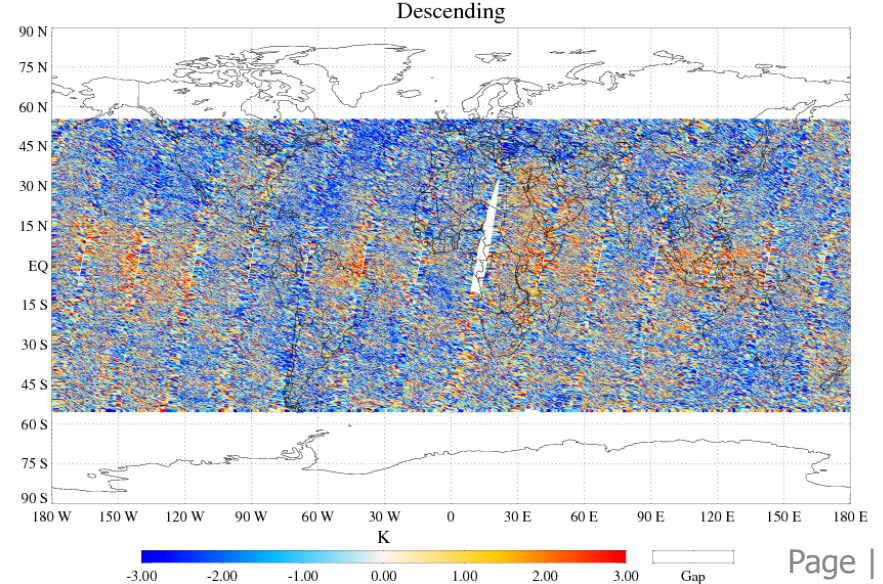 Descending
90 N
75 N
60 N
45 N
30 N
15 N
EQ
15 S
30 S
45 S
60 S
75 S
90 S
180 W 150 W 120 W 90 W 60 W 30 W 0 30 E 60 E 90 E 120 E 150 E 180 E
K
-3.00 -2.00 -1.00 0.00 1.00 2.00 3.00 Gap
Page |